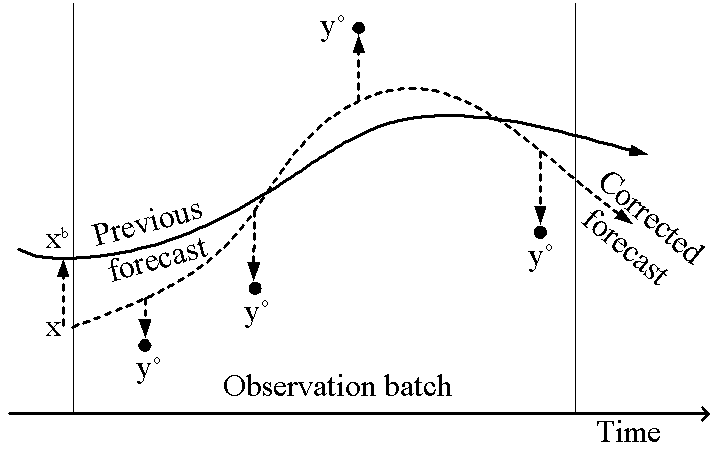 y°
xᵇ
Previous
forecast
Corrected
forecast
x
y°
y°
y°
Observation batch
Time